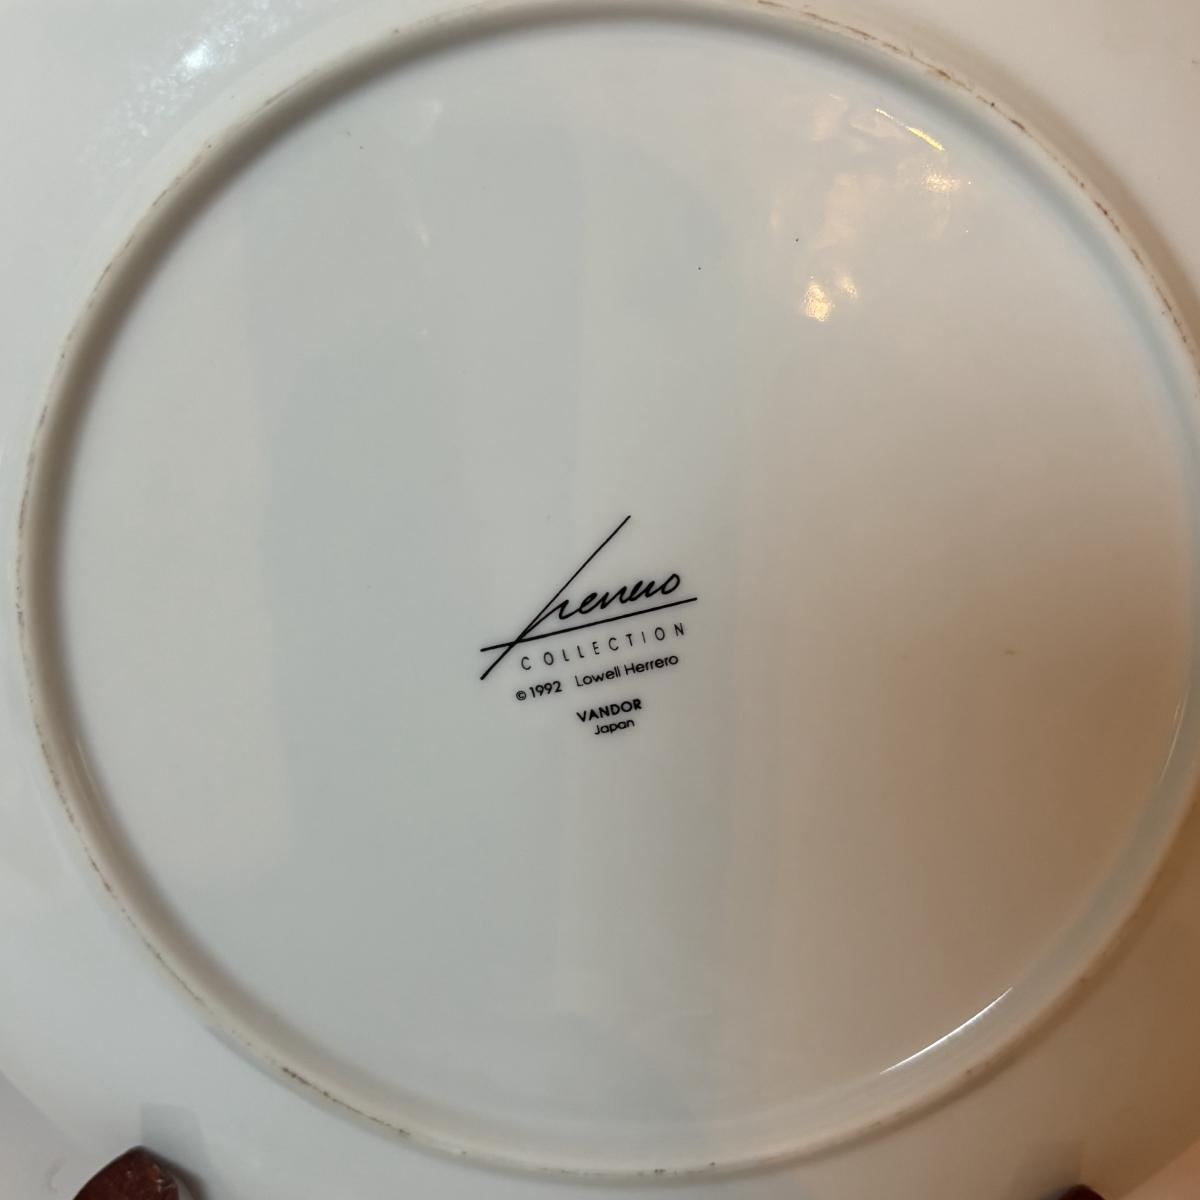 herrero
COLLECTION
© 1992 Lowell Herrero
VANDOR
Japan